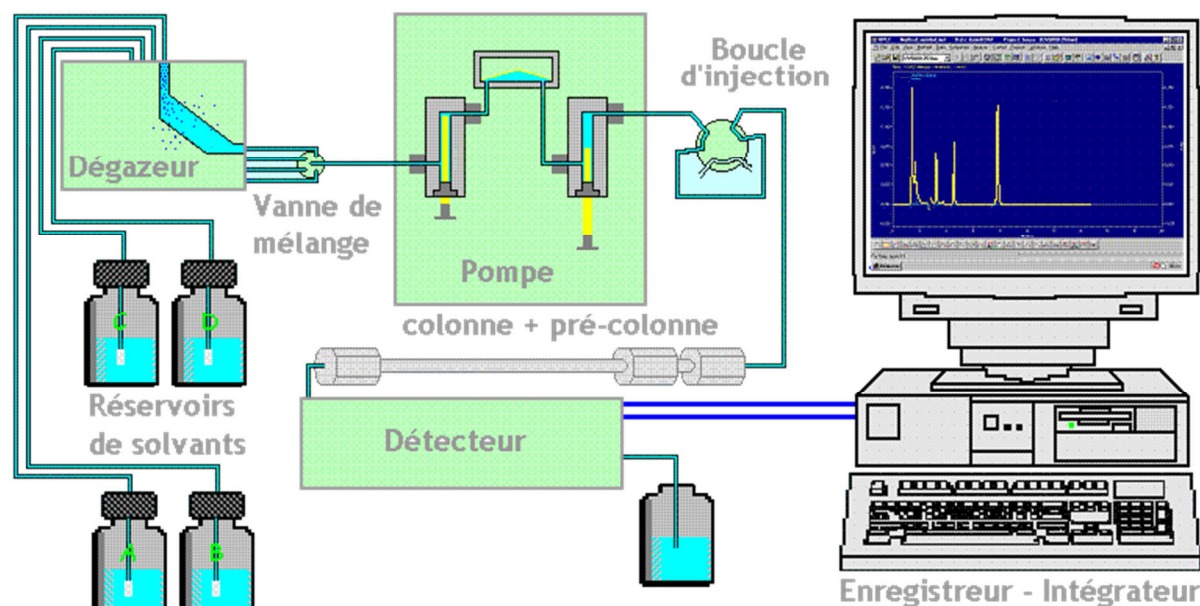 Dégazeur
Vanne de
mélange
Pompe
Boucle
d'injection
colonne + pré-colonne
C
D
Réservoirs
de solvants
Détecteur
A
B
Enregistreur - Intégrateur